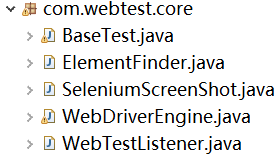 com.webtest.core
BaseTest.java
ElementFinder.java
SeleniumScreenShot.java
WebDriverEngine.java
WebTestListener.java